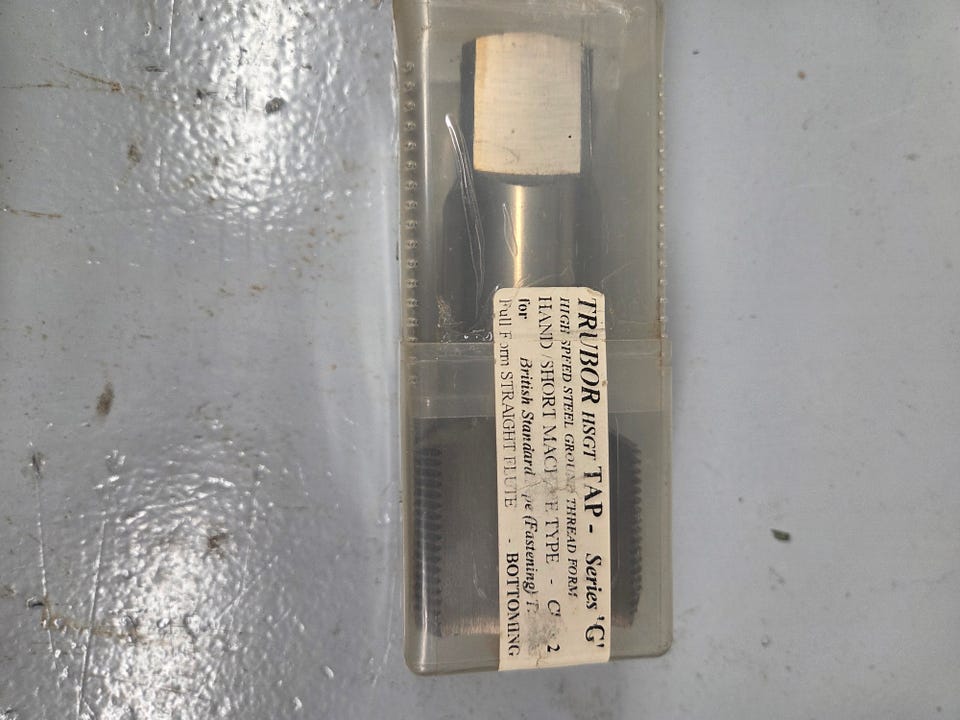 TRUBOR HSGT TAP - Series 'G'
HIGH SPEED STEEL GROUND THREAD FORM
HAND/SHORT TYPE - 2
for British Standard (Fastening)
Full Form STRAIGHT FLUTE - BOTTOMING